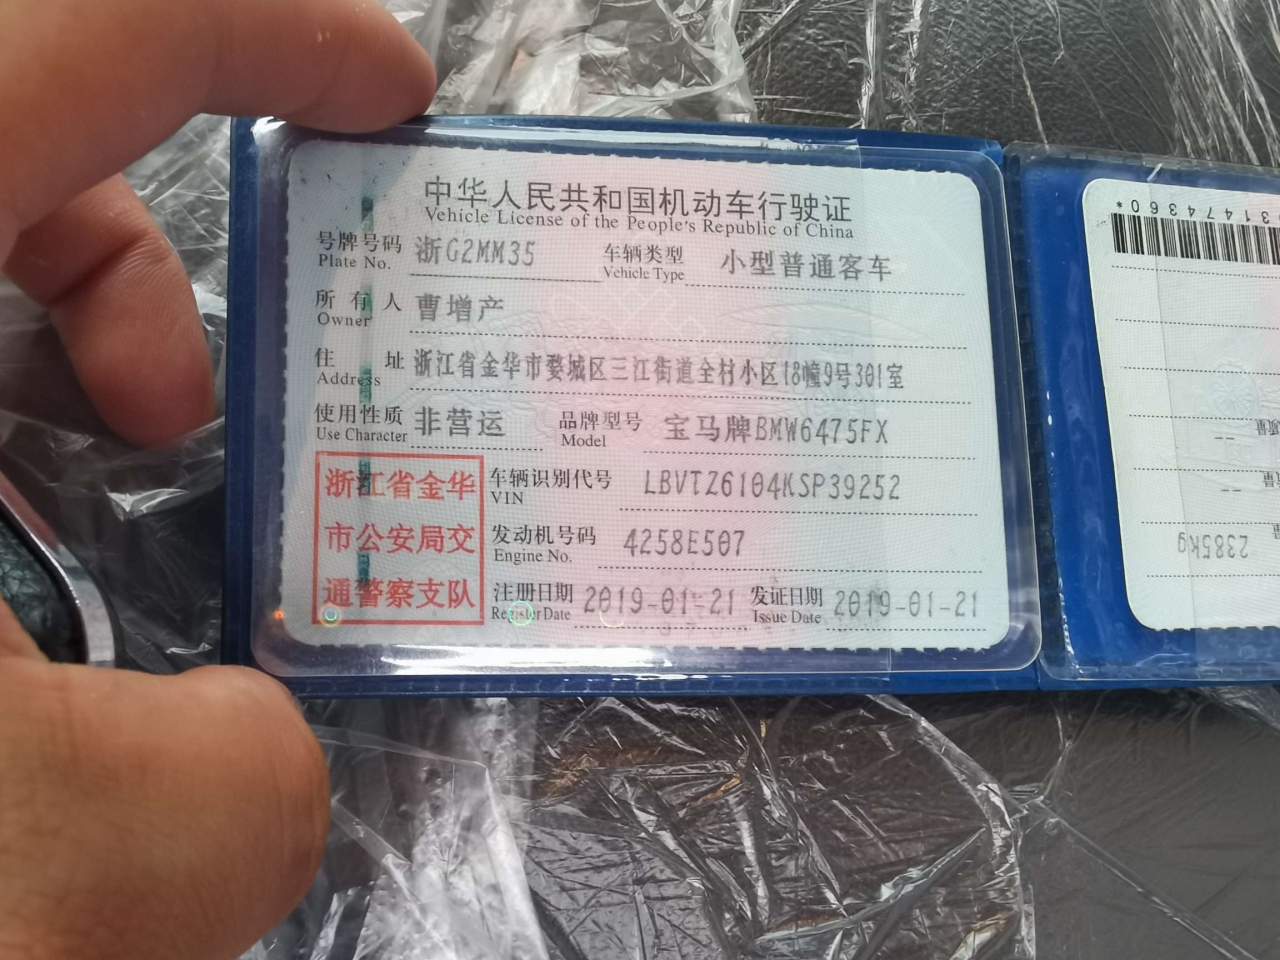 中华人民共和国机动车行驶证
Vehicle License of the People's Republic of China
号牌号码 浙G2MM35 车辆类型 小型普通客车
Plate No. Vehicle Type
所有人 曹增产
Owner
住址 浙江省金华市婺城区三江街道全村小区18幢9号301室
Address
使用性质 非营运 品牌型号 宝马牌BMW6475FX
Use Character Model
浙江省金华
市公安局交
通警察支队
车辆识别代号 LBVTZ6104KSP39252
VIN
发动机号码 4258E507
Engine No.
注册日期 2019-01-21 发证日期 2019-01-21
Register Date Issue Date
2385kg